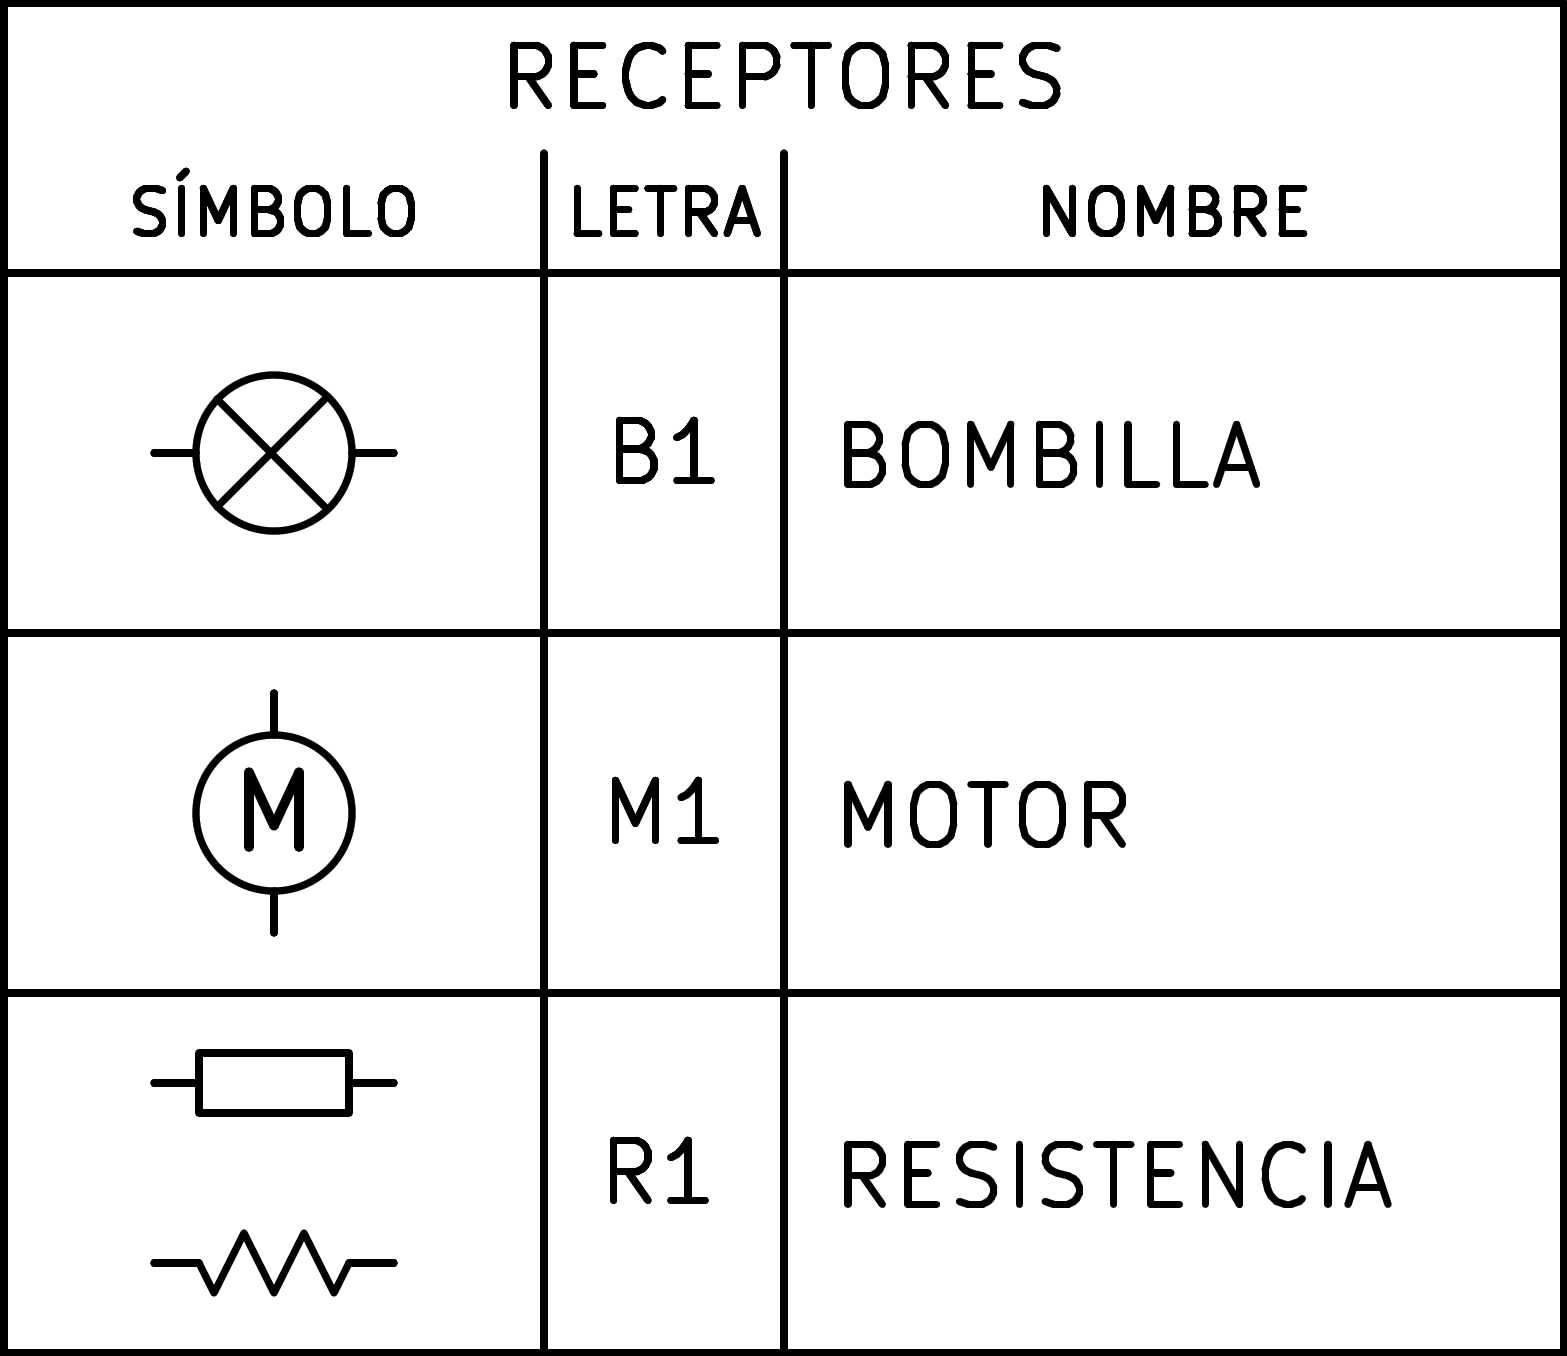 RECEPTORES
SÍMBOLO LETRA NOMBRE
B1 BOMBILLA
M M1 MOTOR
R1 RESISTENCIA